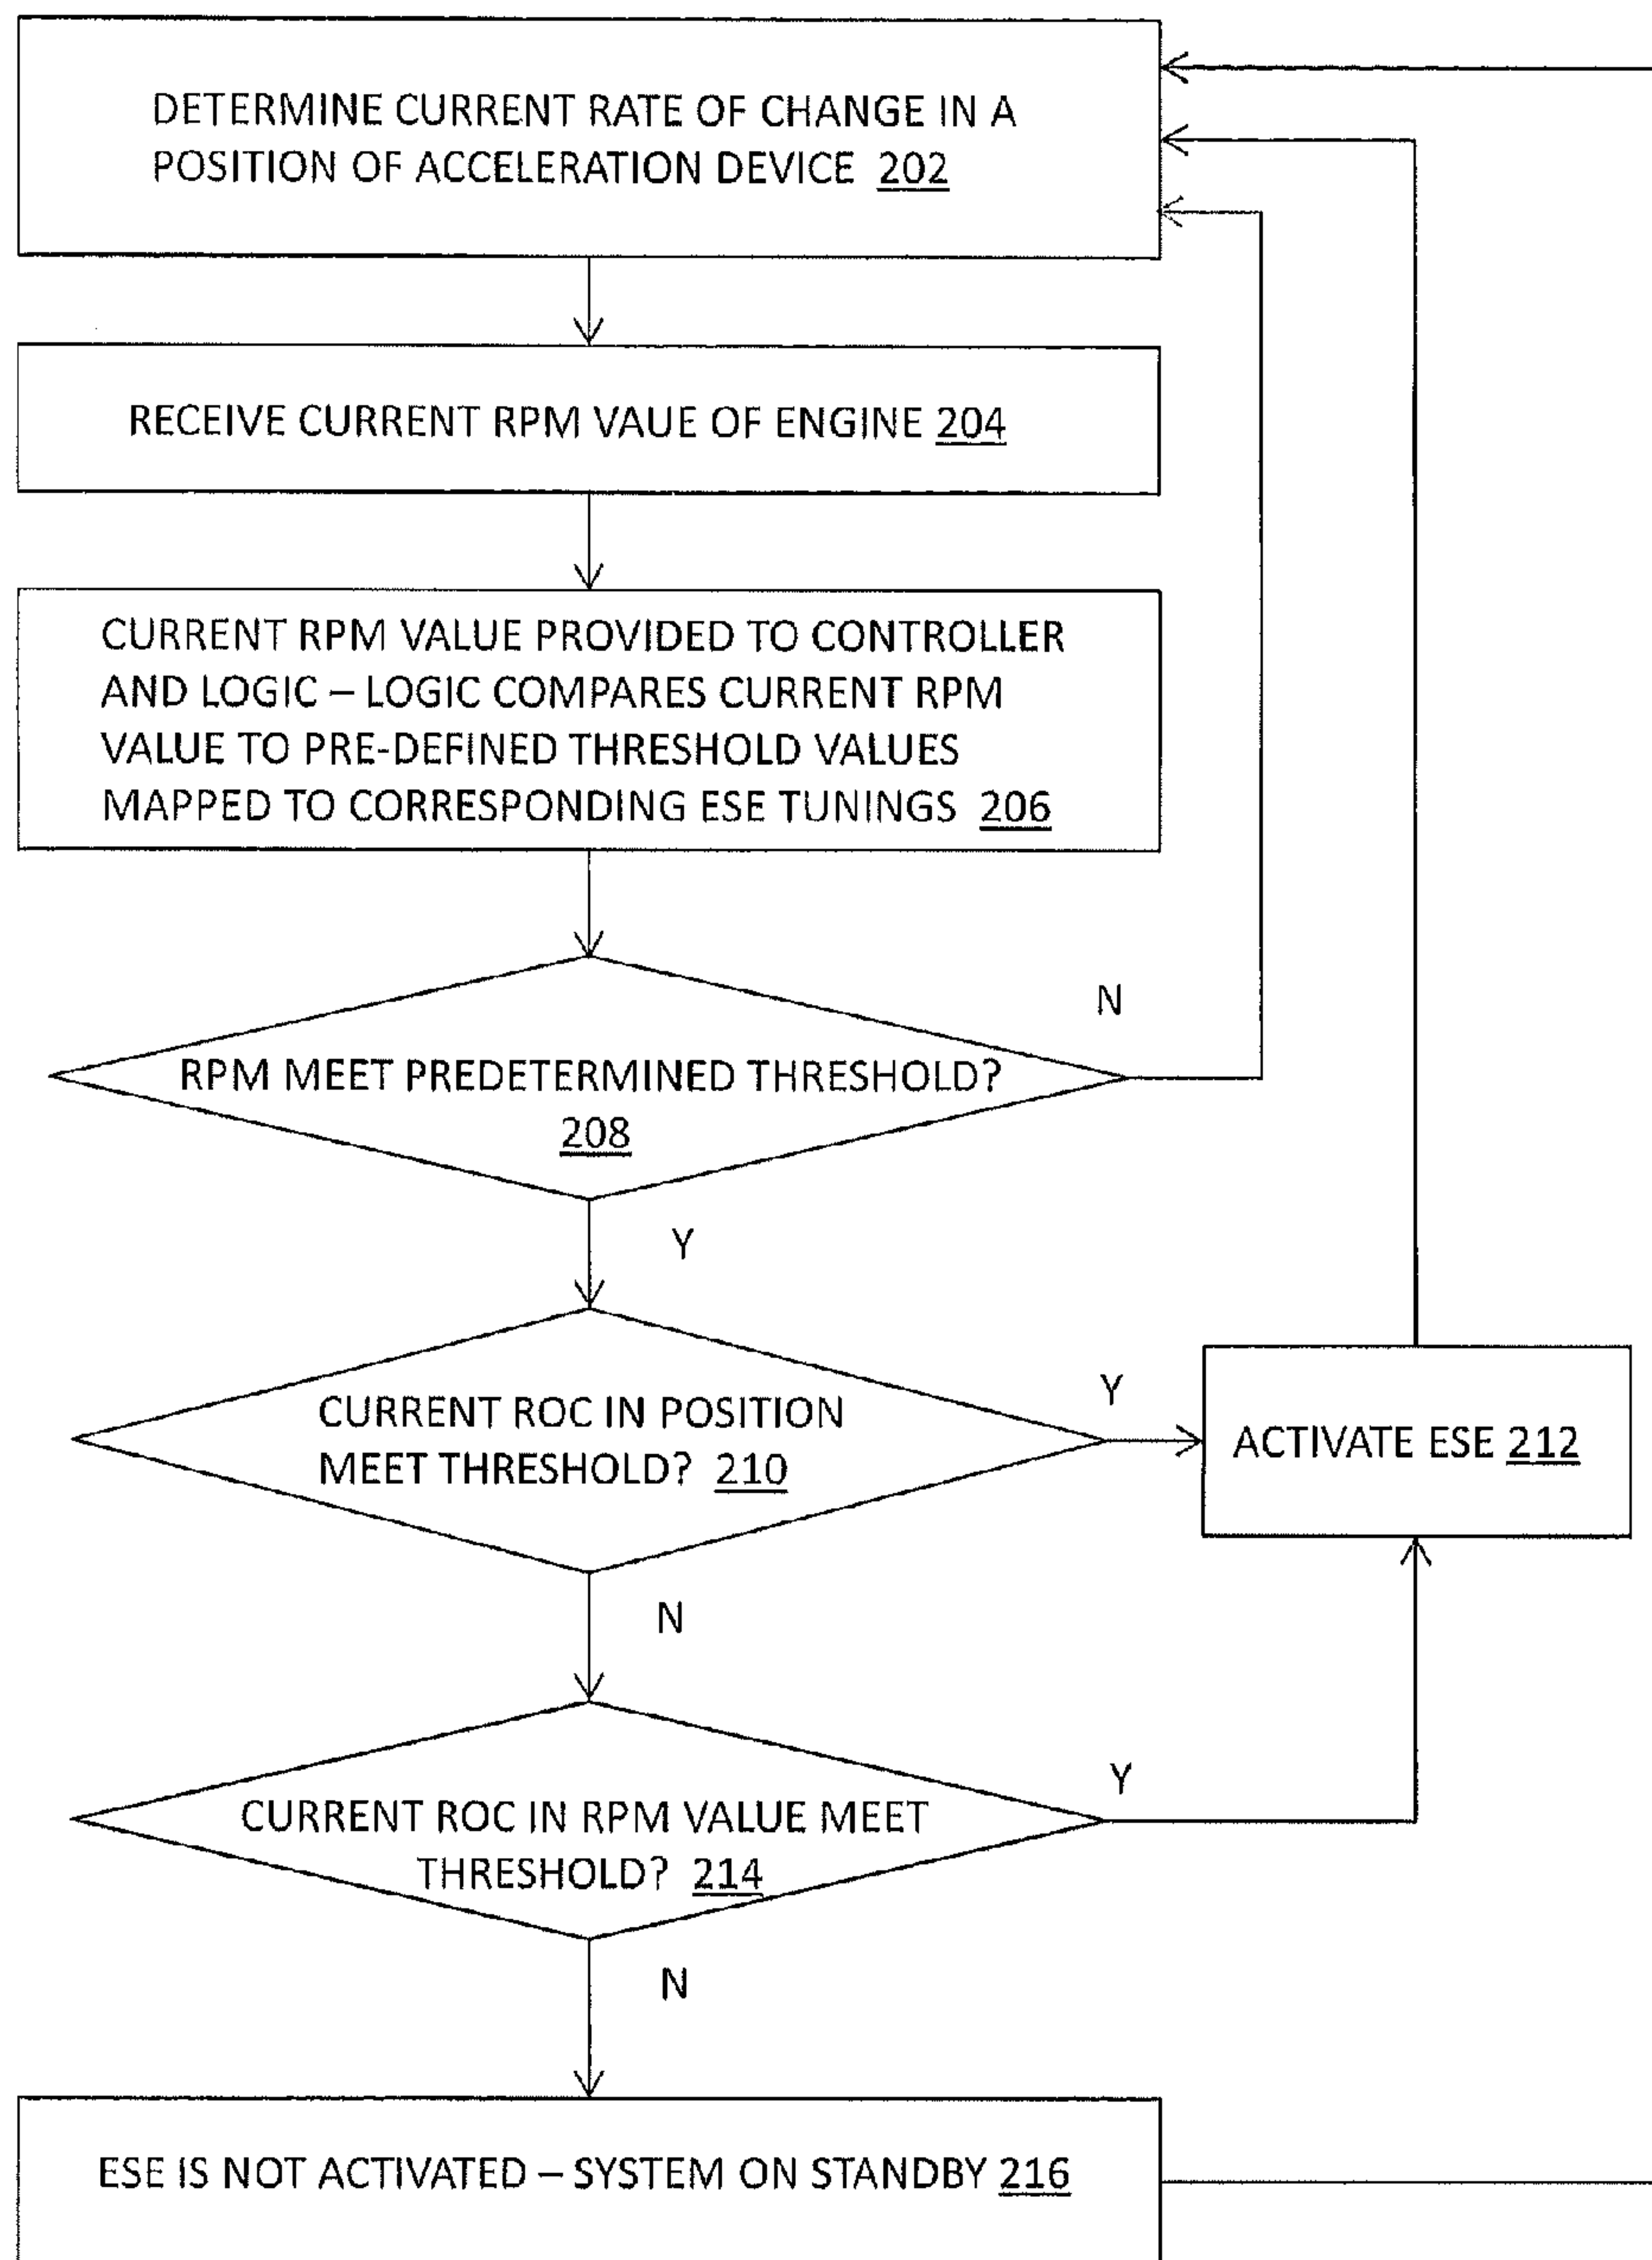 DETERMINE CURRENT RATE OF CHANGE IN A
POSITION OF ACCELERATION DEVICE 202
RECEIVE CURRENT RPM VAUE OF ENGINE 204
CURRENT RPM VALUE PROVIDED TO CONTROLLER
AND LOGIC – LOGIC COMPARES CURRENT RPM
VALUE TO PRE-DEFINED THRESHOLD VALUES
MAPPED TO CORRESPONDING ESE TUNINGS 206
N
RPM MEET PREDETERMINED THRESHOLD?
208
Y
Y
CURRENT ROC IN POSITION
MEET THRESHOLD? 210
ACTIVATE ESE 212
N
Y
CURRENT ROC IN RPM VALUE MEET
THRESHOLD? 214
N
ESE IS NOT ACTIVATED – SYSTEM ON STANDBY 216